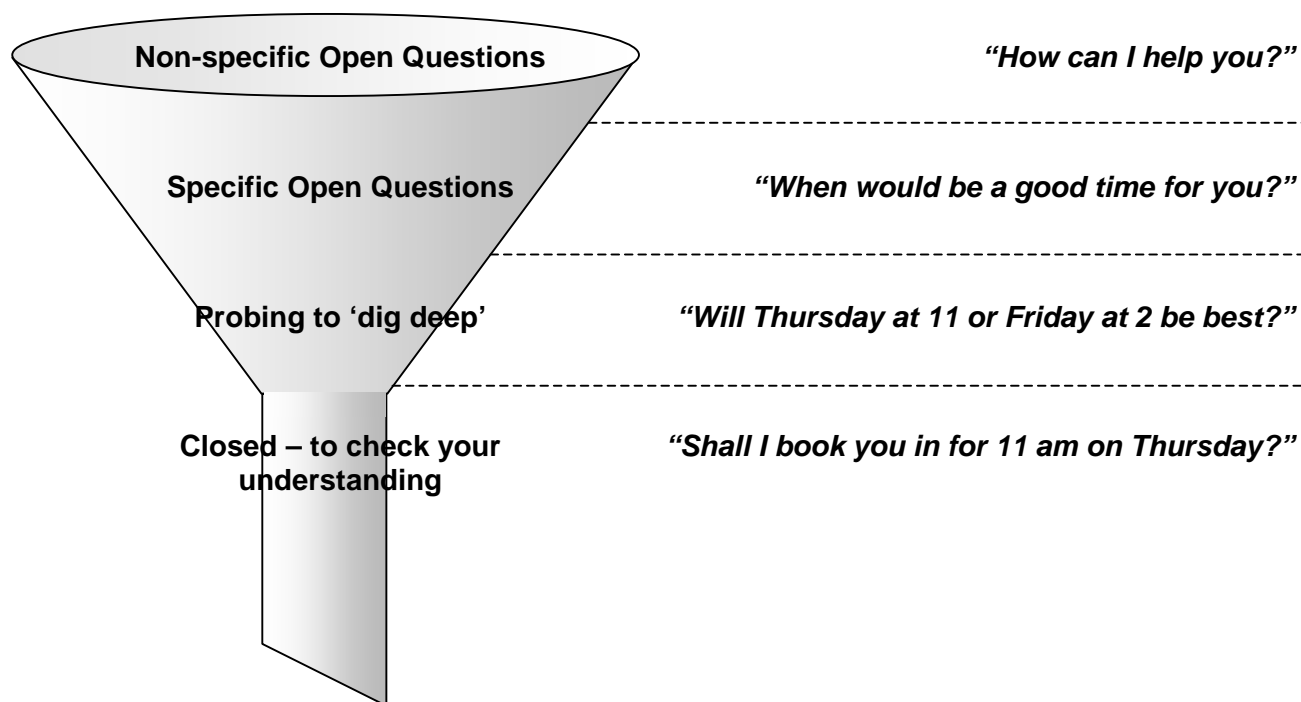 Non-specific Open Questions “How can I help you?”
Specific Open Questions “When would be a good time for you?”
Probing to ‘dig deep’ “Will Thursday at 11 or Friday at 2 be best?”
Closed – to check your “Shall I book you in for 11 am on Thursday?”
understanding